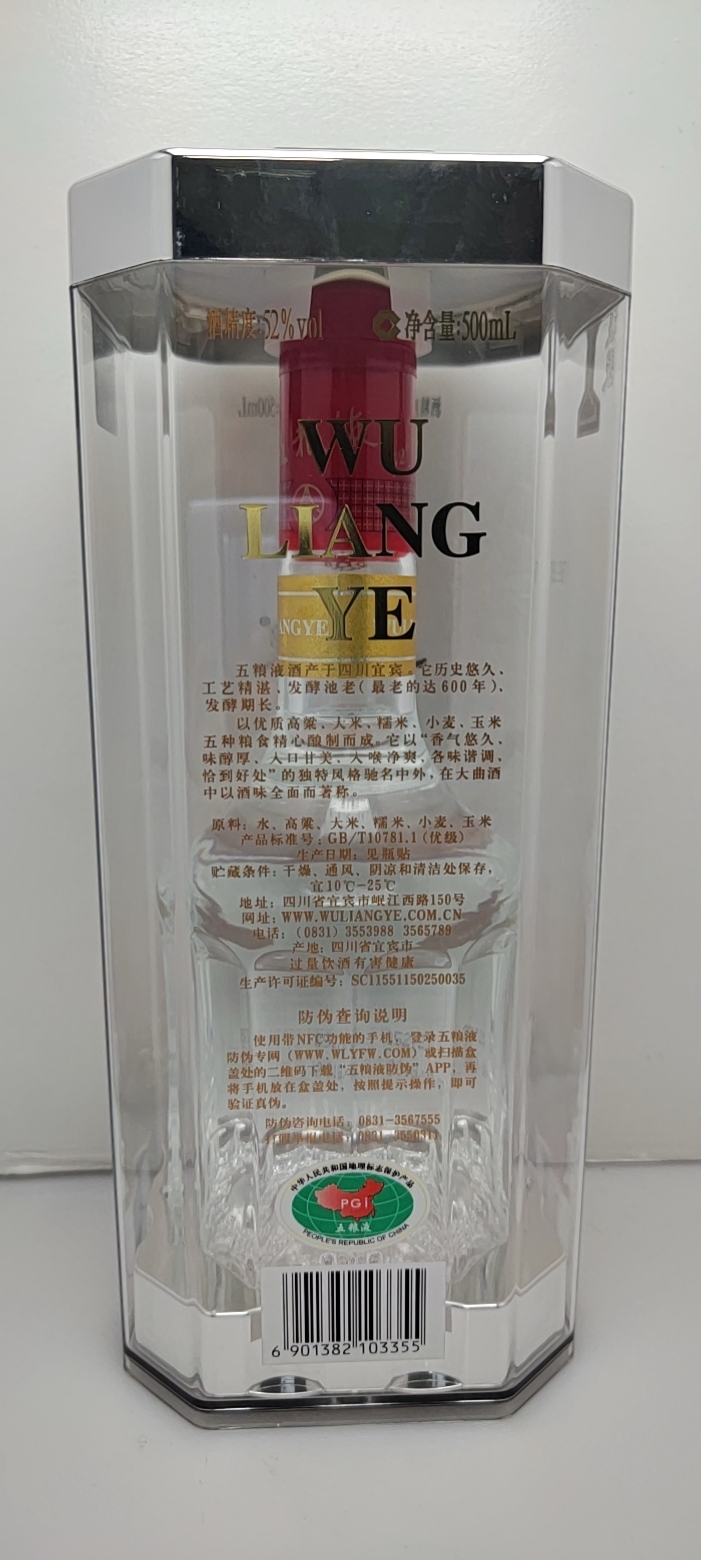 酒精度:52%vol
净含量:500mL
WU
LIANG
YE
ANGYE
五粮液酒产于四川宜宾。它历史悠久、
工艺精湛、发酵池老(最老的达600年)、
发酵期长。
以优质高粱、大米、糯米、小麦、玉米
五种粮食精心酿制而成。它以“香气悠久、
味醇厚、入口甘美、入喉净爽、各味谐调、
恰到好处”的独特风格驰名中外，在大曲酒
中以酒味全面而著称。
原料: 水、高粱、大米、糯米、小麦、玉米
产品标准号: GB/T10781.1(优级)
生产日期: 见瓶贴
贮藏条件: 干燥、通风、阴凉和清洁处保存，
宜10℃-25℃
地址: 四川省宜宾市岷江西路150号
网址: WWW.WULIANGYE.COM.CN
电话: (0831) 3553988 3565789
产地: 四川省宜宾市
过量饮酒有害健康
生产许可证编号: SC11551150250035
防伪查询说明
使用带NFC功能的手机，登录五粮液
防伪专网(WWW.WLYFW.COM)或扫描盒
盖处的二维码下载“五粮液防伪”APP，再
将手机放在盒盖处，按照提示操作，即可
验证真伪。
防伪咨询电话: 0831-3567555
中华人民共和国地理标志保护产品
PGI
五粮液
PEOPLE'S REPUBLIC OF CHINA
6 901382 103355